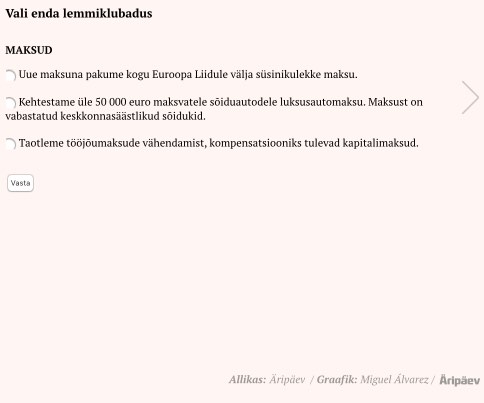 Vali enda lemmiklubadus
MAKSUD
Uue maksuna pakume kogu Euroopa Liidule välja süsinikulekke maksu.
Kehtestame üle 50 000 euro maksvatele sõiduautodele luksusautomaksu. Maksust on
vabastatud keskkonnasäästlikud sõidukid.
Taotleme tööjõumaksude vähendamist, kompensatsiooniks tulevad kapitalimaksud.
Vasta
Allikas: Äripäev / Graafik: Miguel Álvarez / Äripäev